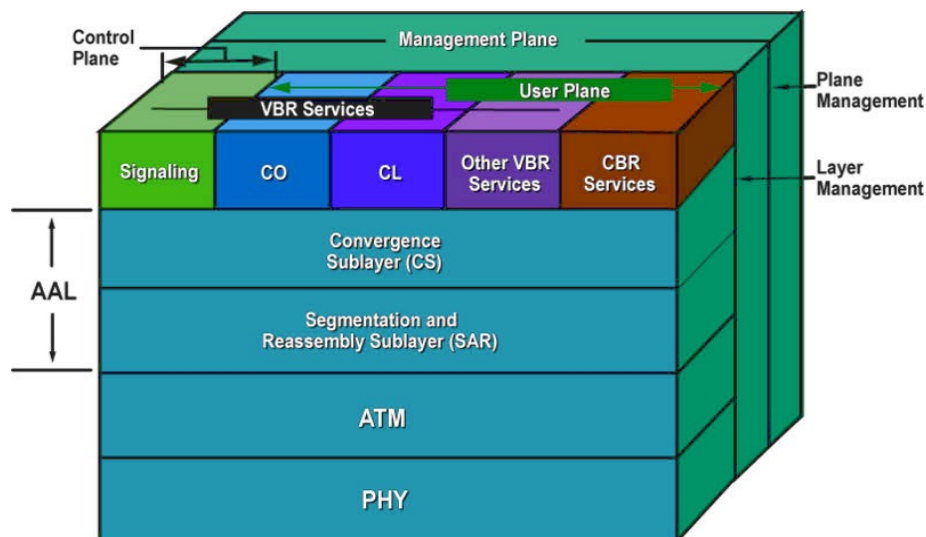 Control
Plane
Management Plane
User Plane
Plane
Management
VBR Services
Signaling
CO
CL
Other VBR
Services
CBR
Services
Layer
Management
Convergence
Sublayer (CS)
AAL
Segmentation and
Reassembly Sublayer (SAR)
ATM
PHY